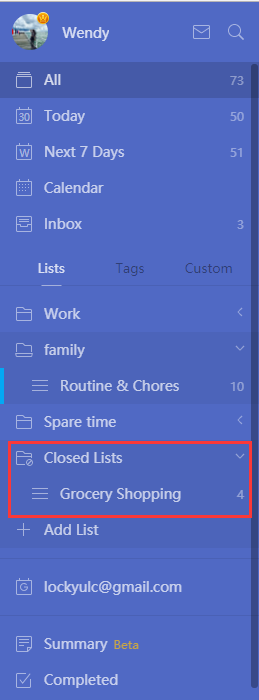 Wendy
All 73
30 Today 50
W Next 7 Days 51
Calendar
Inbox 3
Lists Tags Custom
Work
family
Routine & Chores 10
Spare time
Closed Lists
Grocery Shopping 4
Add List
G lockyulc@gmail.com
Summary Beta
Completed